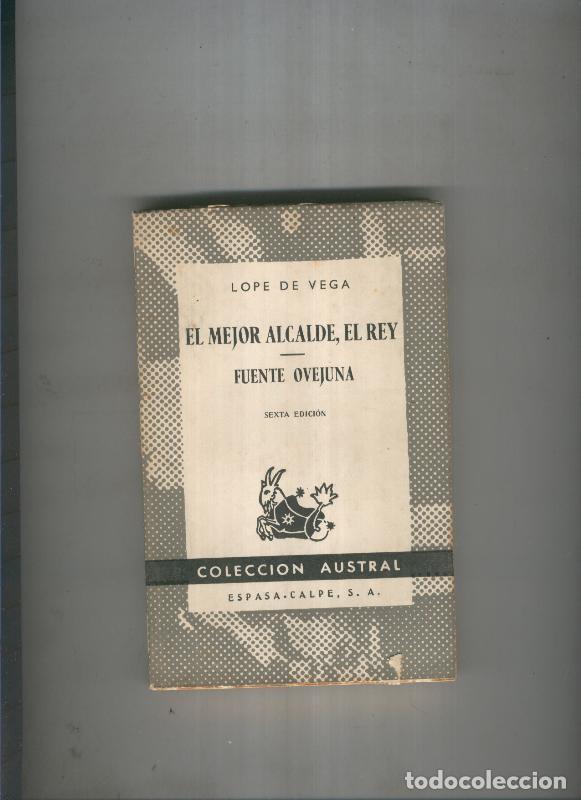 LOPE DE VEGA
EL MEJOR ALCALDE, EL REY
FUENTE OVEJUNA
SEXTA EDICIÓN
COLECCION AUSTRAL
ESPASA-CALPE, S. A.
todocoleccion